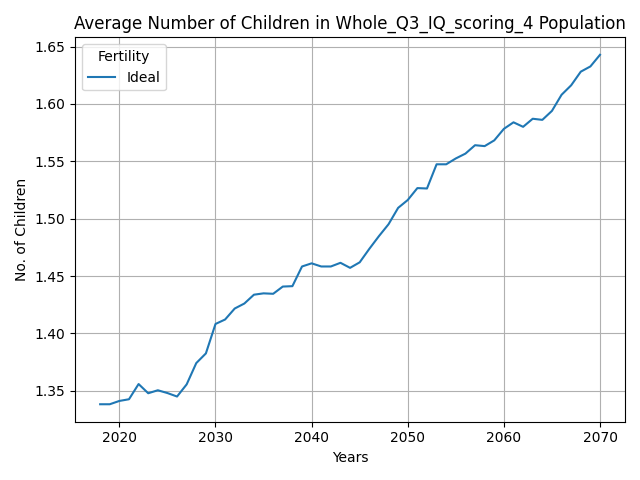 Average Number of Children in Whole_Q3_IQ_scoring_4 Population
Fertility
Ideal
No. of Children
1.65
1.60
1.55
1.50
1.45
1.40
1.35
2020 2030 2040 2050 2060 2070
Years